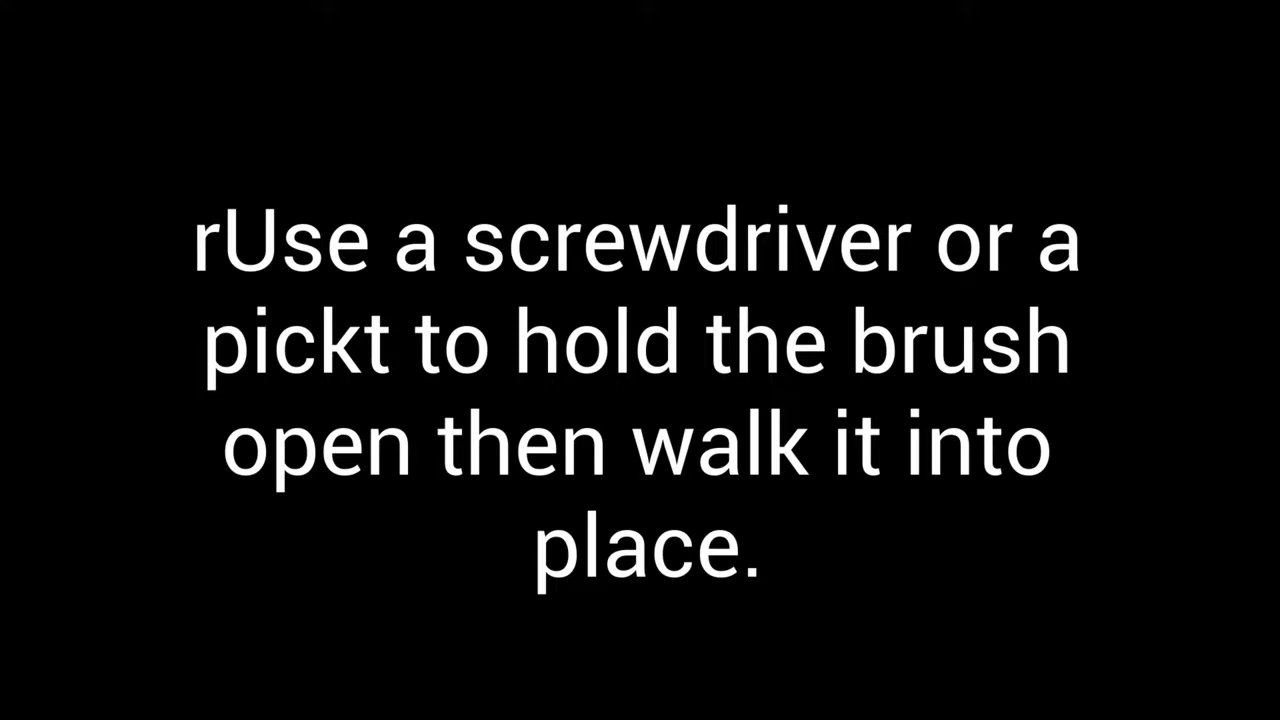 rUse a screwdriver or a
pickt to hold the brush
open then walk it into
place.